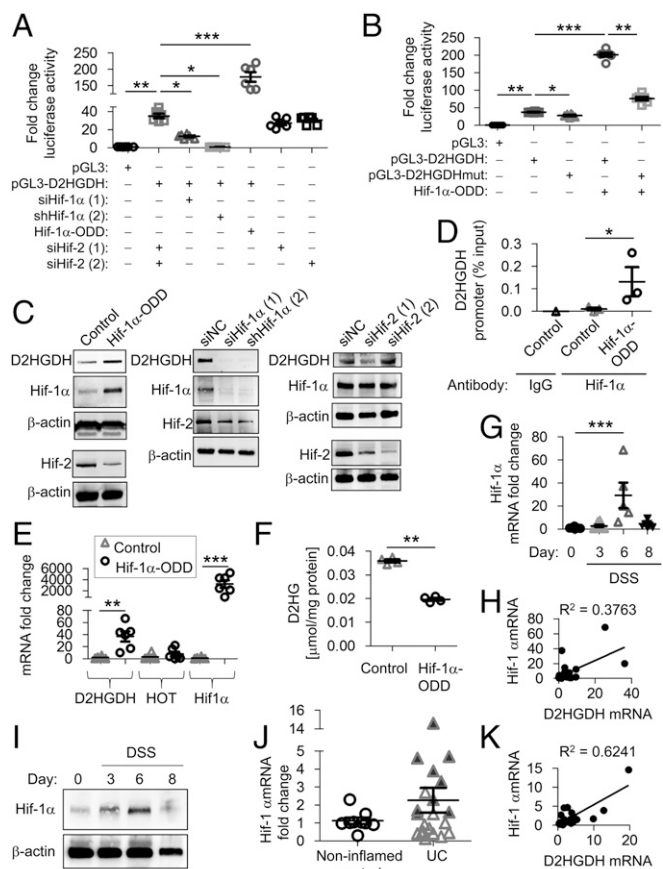 A
Fold change
luciferase activity
250
200
150
100
50
40
20
0
***
*
**
*
pGL3: + – – – – – –
pGL3-D2HGDH: – + + + + – –
siHif-1α (1) – – + – – – –
shHif-1α (2) – – – + – – –
Hif-1α-ODD: – – – – + – –
siHif-2 (1) – + – – – + –
siHif-2 (2) – + – – – – +
B
Fold change
luciferase activity
250
200
150
100
50
0
*** **
** *
pGL3: + – – – –
pGL3-D2HGDH: – + – + –
pGL3-D2HGDHmut: – – + – +
Hif-1α-ODD: – – – + +
C
Control
Hif-1α-ODD
D2HGDH
Hif-1α
β-actin
Hif-2
β-actin
siNC
siHif-1α (1)
shHif-1α (2)
D2HGDH
Hif-1α
Hif-2
β-actin
siNC
siHif-2 (1)
siHif-2 (2)
D2HGDH
Hif-1α
β-actin
Hif-2
β-actin
D
D2HGDH
promoter (% input)
0.3
0.2
0.1
0.0
*
Control
Control
Hif-1α-
ODD
Antibody: IgG Hif-1α
E
mRNA fold change
6000
4000
2000
80
60
40
20
0
Control
Hif-1α-ODD
**
***
D2HGDH HOT Hif1α
F
D2HG
[μmol/mg protein]
0.04
0.02
0.00
**
Control Hif-1α-
ODD
G
Hif-1α
mRNA fold change
80
60
40
20
0
***
Day: 0 3 6 8
DSS
H
Hif-1 αmRNA
80
60
40
20
0
R² = 0.3763
0 10 20 30 40
D2HGDH mRNA
I
DSS
Day: 0 3 6 8
Hif-1α
β-actin
J
Hif-1 αmRNA
fold change
16
14
5
4
3
2
1
0
Non-inflamed UC
K
Hif-1 αmRNA
15
10
5
0
R² = 0.6241
0 5 10 15 20
D2HGDH mRNA